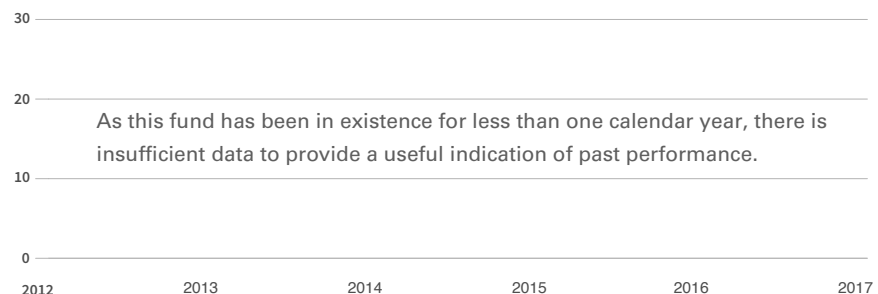 30
20
As this fund has been in existence for less than one calendar year, there is
insufficient data to provide a useful indication of past performance.
10
0
2012 2013 2014 2015 2016 2017